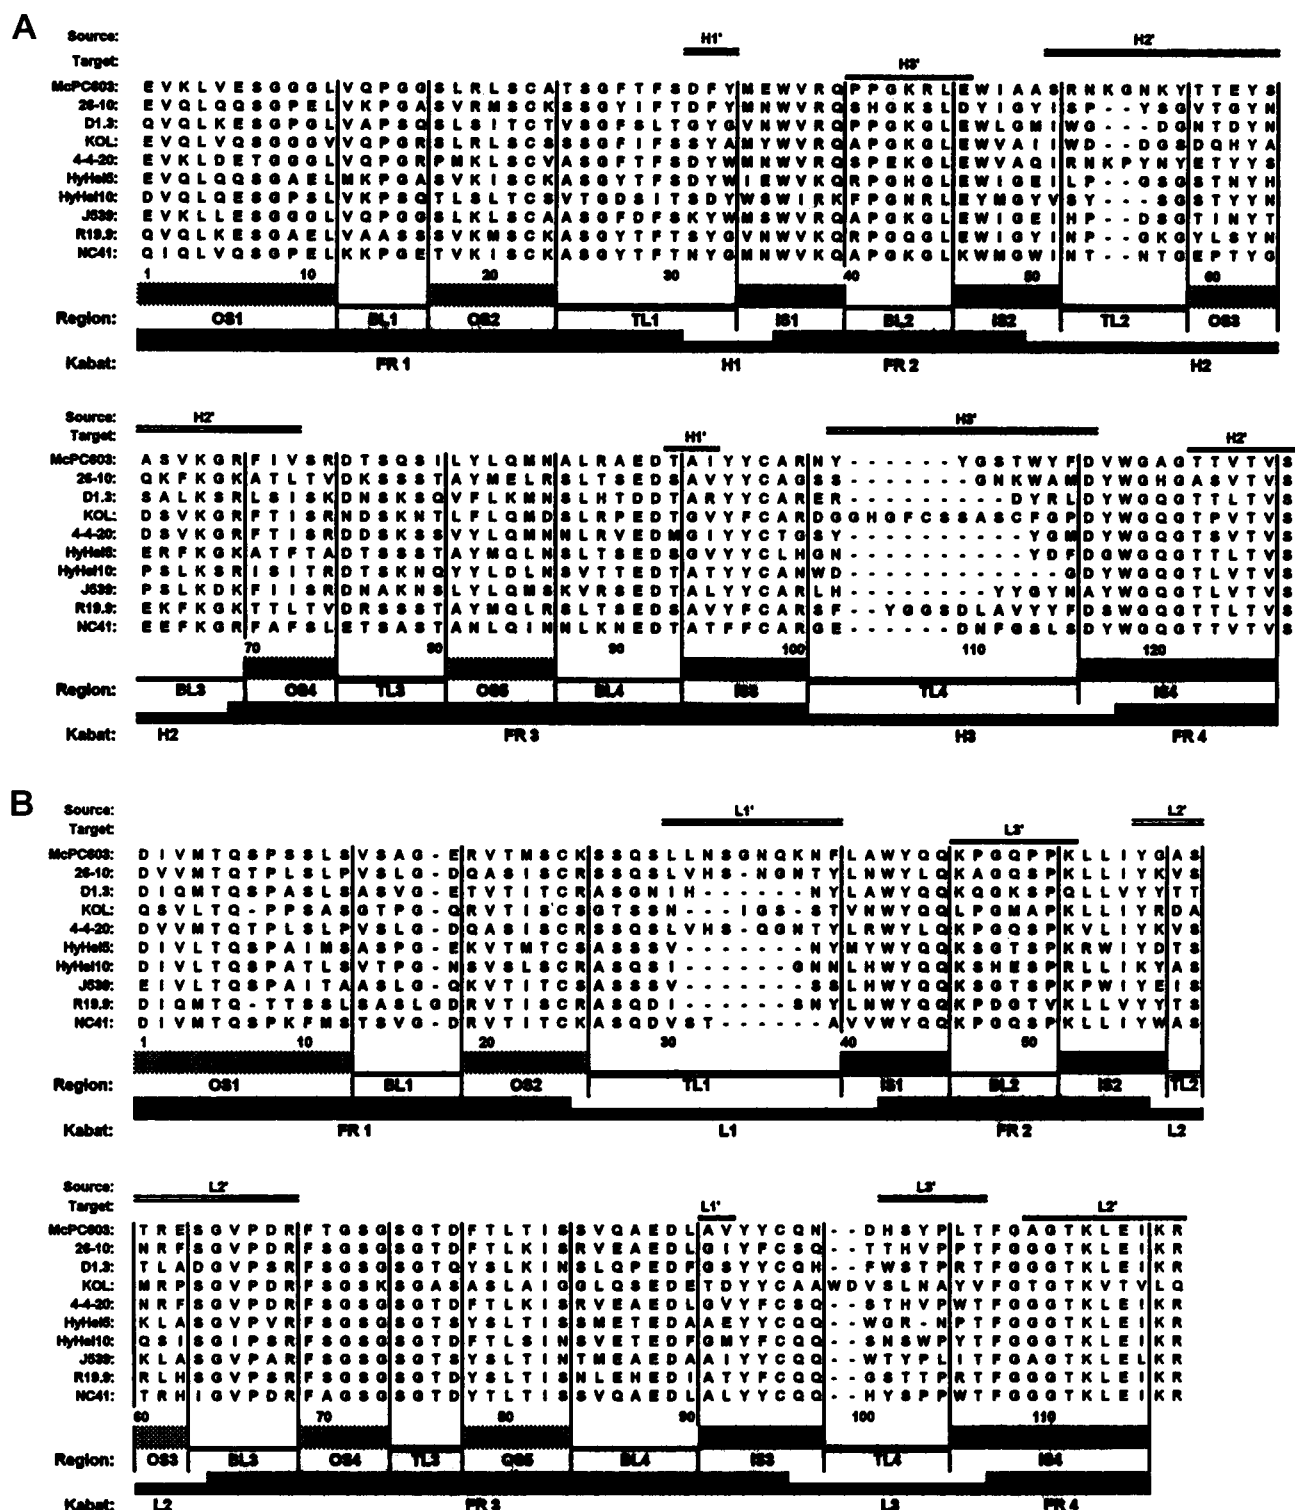 A
Source: H1' H2'
Target: H3'
McPC603: E V K L V E S G G G L V Q P G G S L R L S C A T S G F T F S D F Y M E W V R Q P P G K R L E W I A A S R N K G N K Y T T E Y S
26-10: E V Q L Q Q S G P E L V K P G A S V R M S C K S S G Y I F T D F Y M N W V R Q S H G K S L D Y I G Y I S P - - Y S G V T G Y N
D1.3: Q V Q L K E S G P G L V A P S Q S L S I T C T V S G F S L T G Y G V N W V R Q P P G K G L E W L G M I W G - - - D G N T D Y N
KOL: E V Q L V Q S G G G V V Q P G R S L R L S C S S S G F I F S S Y A M Y W V R Q A P G K G L E W V A I I W D - - D G S D Q H Y A
4-4-20: E V K L D E T G G G L V Q P G R P M K L S C V A S G F T F S D Y W M N W V R Q S P E K G L E W V A Q I R N K P Y N Y E T Y Y S
HyHel5: E V Q L Q Q S G A E L M K P G A S V K I S C K A S G Y T F S D Y W I E W V K Q R P G H G L E W I G E I L P - - G S G S T N Y H
HyHel10: D V Q L Q E S G P S L V K P S Q T L S L T C S V T G D S I T S D Y W S W I R K F P G N R L E Y M G Y V S Y - - - S G S T Y Y N
J539: E V K L L E S G G G L V Q P G G S L K L S C A A S G F D F S K Y W M S W V R Q A P G K G L E W I G E I H P - - D S G T I N Y T
R19.9: Q V Q L K E S G A E L V A A S S S V K M S C K A S G Y T F T S Y G V N W V K Q R P G Q G L E W I G Y I N P - - G K G Y L S Y N
NC41: Q I Q L V Q S G P E L K K P G E T V K I S C K A S G Y T F T N Y G M N W V K Q A P G K G L K W M G W I N T - - N T G E P T Y G
1 10 20 30 40 50 60
Region: OS1 BL1 OS2 TL1 IS1 BL2 IS2 TL2 OS3
Kabat: FR 1 H1 FR 2 H2
Source: H2' H3'
Target: H1' H2'
McPC603: A S V K G R F I V S R D T S Q S I L Y L Q M N A L R A E D T A I Y Y C A R N Y - - - - - - Y G S T W Y F D V W G A G T T V T V S
26-10: Q K F K G K A T L T V D K S S S T A Y M E L R S L T S E D S A V Y Y C A G S S - - - - - - - G N K W A M D Y W G H G A S V T V S
D1.3: S A L K S R L S I S K D N S K S Q V F L K M N S L H T D D T A R Y Y C A R E R - - - - - - - - - D Y R L D Y W G Q G T T L T V S
KOL: D S V K G R F T I S R N D S K N T L F L Q M D S L R P E D T G V Y F C A R D G G H G F C S S A S C F G P D Y W G Q G T P V T V S
4-4-20: D S V K G R F T I S R D D S K S S V Y L Q M N N L R V E D M G I Y Y C T G S Y - - - - - - - - - - Y G M D Y W G Q G T S V T V S
HyHel5: E R F K G K A T F T A D T S S S T A Y M Q L N S L T S E D S G V Y Y C L H G N - - - - - - - - - - Y D F D G W G Q G T T L T V S
HyHel10: P S L K S R I S I T R D T S K N Q Y Y L D L N S V T T E D T A T Y Y C A N W D - - - - - - - - - - - - G D Y W G Q G T L V T V S
J539: P S L K D K F I I S R D N A K N S L Y L Q M S K V R S E D T A L Y Y C A R L H - - - - - - - - Y Y G Y N A Y W G Q G T L V T V S
R19.9: E K F K G K T T L T V D R S S S T A Y M Q L R S L T S E D S A V Y F C A R S F - - Y G G S D L A V Y Y F D S W G Q G T T L T V S
NC41: E E F K G R F A F S L E T S A S T A N L Q I N N L K N E D T A T F F C A R G E - - - - - - D N F G S L S D Y W G Q G T T V T V S
70 80 90 100 110 120
Region: BL3 OS4 TL3 OS5 BL4 IS3 TL4 IS4
Kabat: H2 FR 3 H3 FR 4
B
Source: L1' L2'
Target: L3'
McPC603: D I V M T Q S P S S L S V S A G - E R V T M S C K S S Q S L L N S G N Q K N F L A W Y Q Q K P G Q P P K L L I Y G A S
26-10: D V V M T Q T P L S L P V S L G - D Q A S I S C R S S Q S L V H S - N G N T Y L N W Y L Q K A G Q S P K L L I Y K V S
D1.3: D I Q M T Q S P A S L S A S V G - E T V T I T C R A S G N I H - - - - - - N Y L A W Y Q Q K Q G K S P Q L L V Y Y T T
KOL: Q S V L T Q - P P S A S G T P G - Q R V T I S C S G T S S N - - - I G S - S T V N W Y Q Q L P G M A P K L L I Y R D A
4-4-20: D V V M T Q T P L S L P V S L G - D Q A S I S C R S S Q S L V H S - Q G N T Y L R W Y L Q K P G Q S P K V L I Y K V S
HyHel5: D I V L T Q S P A I M S A S P G - E K V T M T C S A S S S V - - - - - - - N Y M Y W Y Q Q K S G T S P K R W I Y D T S
HyHel10: D I V L T Q S P A T L S V T P G - N S V S L S C R A S Q S I - - - - - - G N N L H W Y Q Q K S H E S P R L L I K Y A S
J539: E I V L T Q S P A I T A A S L G - Q K V T I T C S A S S S V - - - - - - - - S L H W Y Q Q K S G T S P K P W I Y E I S
R19.9: D I Q M T Q - T T S S L S A S L G D R V T I S C R A S Q D I - - - - - - S N Y L N W Y Q Q K P D G T V K L L V Y Y T S
NC41: D I V M T Q S P K F M S T S V G - D R V T I T C K A S Q D V S T - - - - - - A V V W Y Q Q K P G Q S P K L L I Y W A S
1 10 20 30 40 50
Region: OS1 BL1 OS2 TL1 IS1 BL2 IS2 TL2
Kabat: FR 1 L1 FR 2 L2
Source: L2' L3'
Target: L1' L2'
McPC603: T R E S G V P D R F T G S G S G T D F T L T I S S V Q A E D L A V Y Y C Q N - - D H S Y P L T F G A G T K L E I K R
26-10: N R F S G V P D R F S G S G S G T D F T L K I S R V E A E D L G I Y F C S Q - - T T H V P P T F G G G T K L E I K R
D1.3: T L A D G V P S R F S G S G S G T Q Y S L K I N S L Q P E D F G S Y Y C Q H - - F W S T P R T F G G G T K L E I K R
KOL: M R P S G V P D R F S G S K S G A S A S L A I G G L Q S E D E T D Y Y C A A W D V S L N A Y V F G T G T K V T V L Q
4-4-20: N R F S G V P D R F S G S G S G T D F T L K I S R V E A E D L G V Y F C S Q - - S T H V P W T F G G G T K L E I K R
HyHel5: K L A S G V P V R F S G S G S G T S Y S L T I S S M E T E D A A E Y Y C Q Q - - W G R - N P T F G G G T K L E I K R
HyHel10: Q S I S G I P S R F S G S G S G T D F T L S I N S V E T E D F G M Y F C Q Q - - S N S W P Y T F G G G T K L E I K R
J539: K L A S G V P A R F S G S G S G T S Y S L T I N T M E A E D A A I Y Y C Q Q - - W T Y P L I T F G A G T K L E L K R
R19.9: R L H S G V P S R F S G S G S G T D Y S L T I S N L E H E D I A T Y F C Q Q - - G S T T P R T F G G G T K L E I K R
NC41: T R H I G V P D R F A G S G S G T D Y T L T I S S V Q A E D L A L Y Y C Q Q - - H Y S P P W T F G G G T K L E I K R
60 70 80 90 100 110
Region: OS3 BL3 OS4 TL3 OS5 BL4 IS3 TL4 IS4
Kabat: L2 FR 3 L3 FR 4